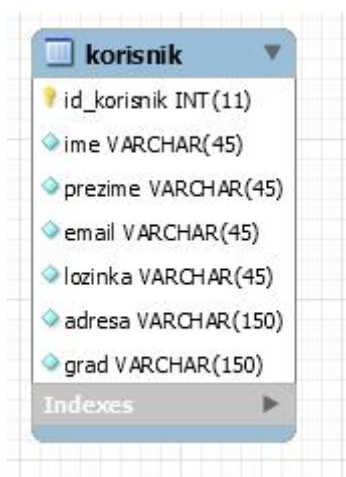 korisnik
id_korisnik INT(11)
ime VARCHAR(45)
prezime VARCHAR(45)
email VARCHAR(45)
lozinka VARCHAR(45)
adresa VARCHAR(150)
grad VARCHAR(150)
Indexes